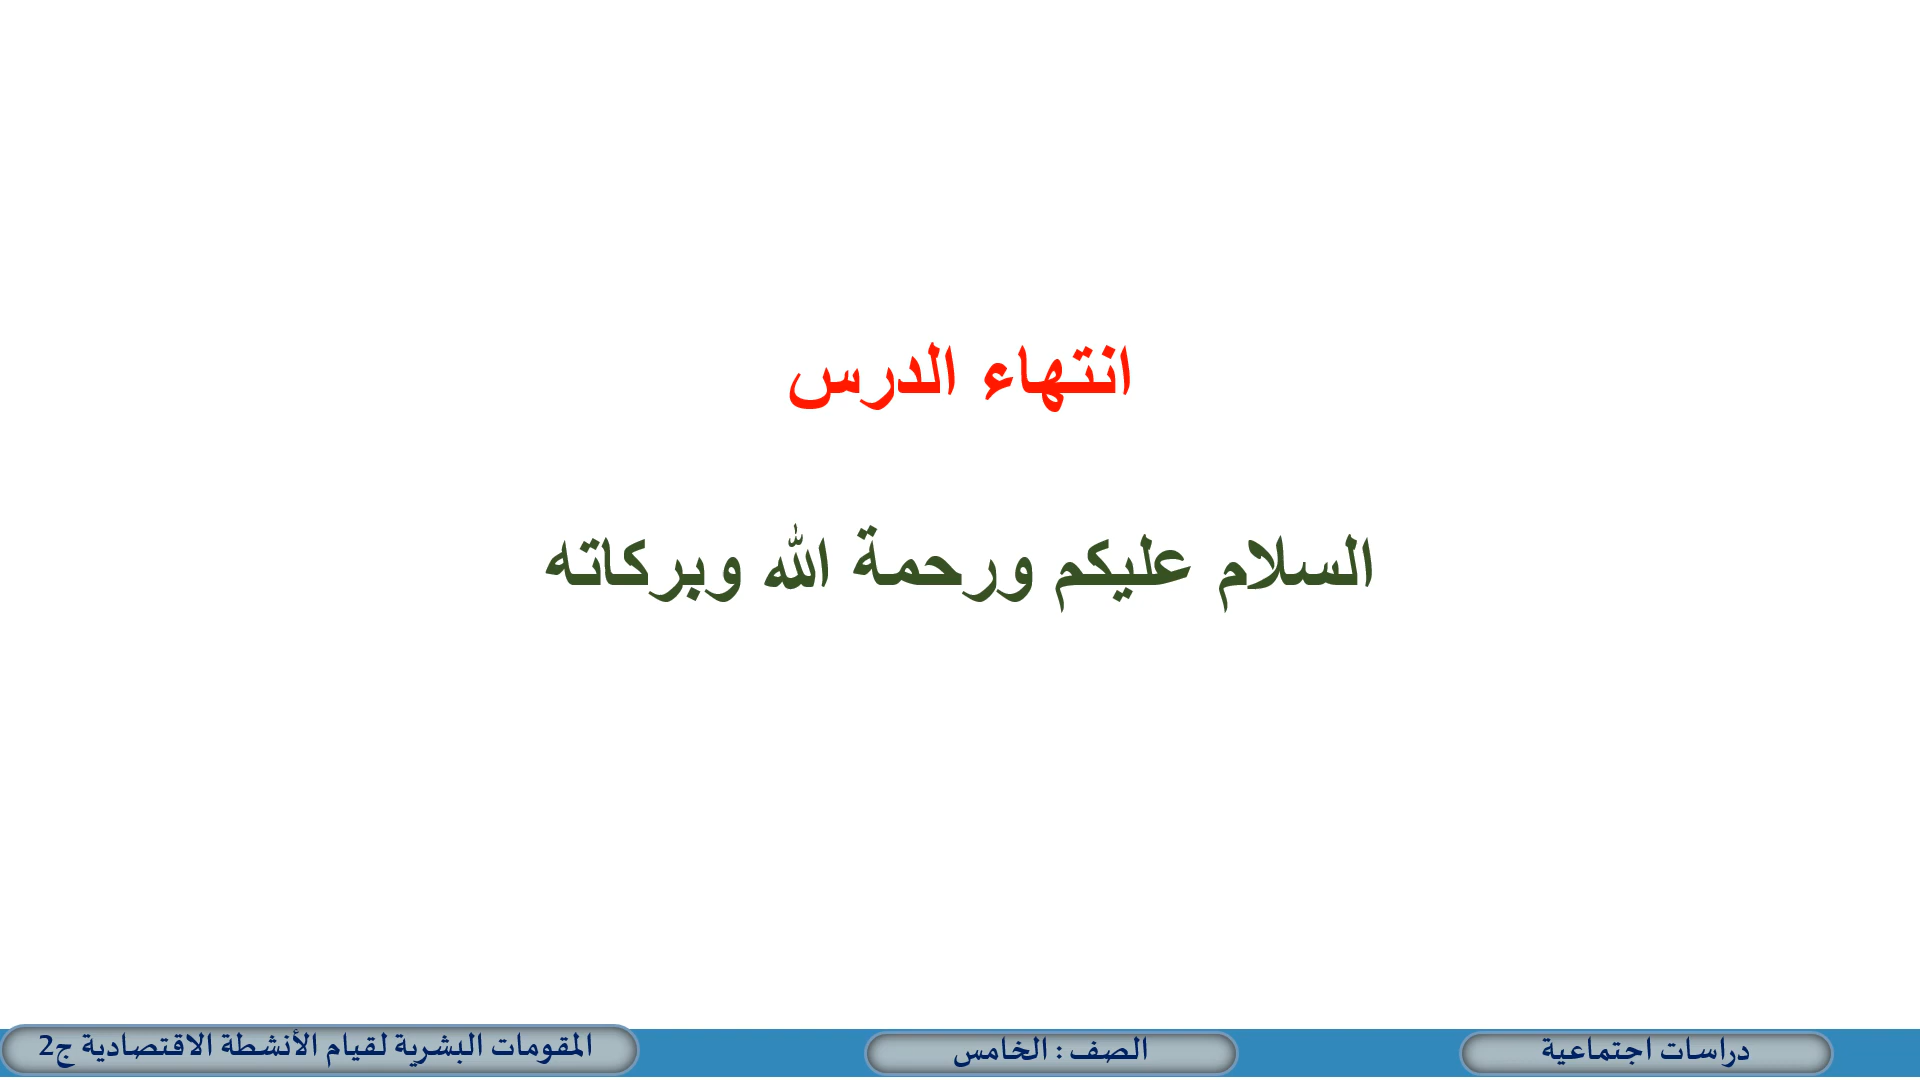 انتهاء الدرس
السلام عليكم ورحمة الله وبركاته
دراسات اجتماعية
الصف : الخامس
المقومات البشرية لقيام الأنشطة الاقتصادية ج2